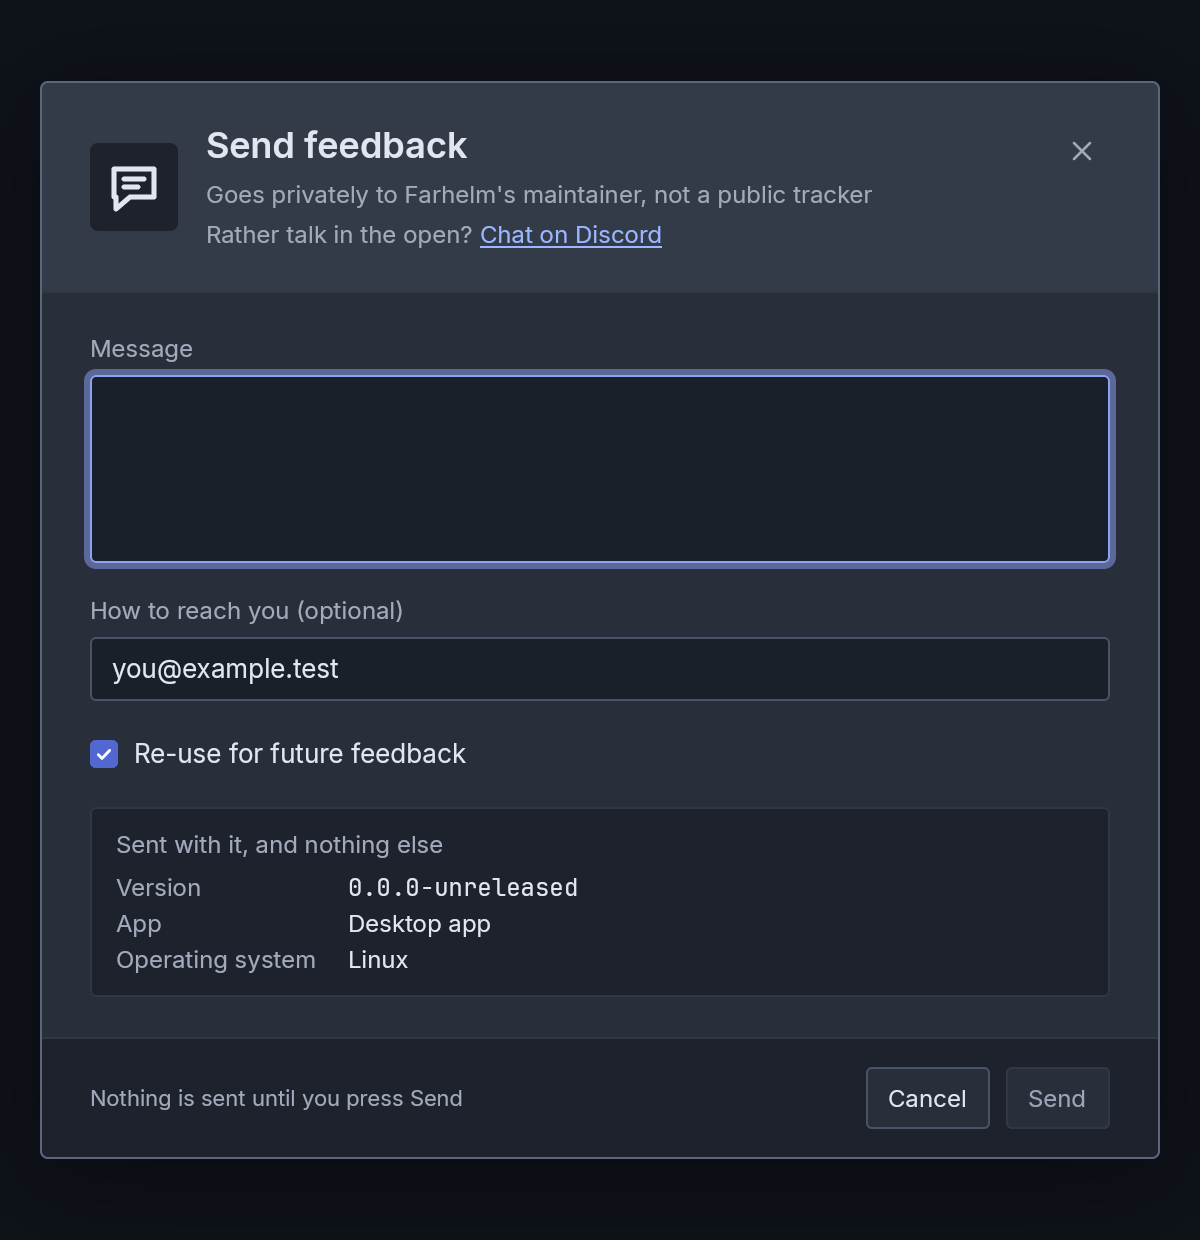 Send feedback
Goes privately to Farhelm's maintainer, not a public tracker
Rather talk in the open? Chat on Discord
Message
How to reach you (optional)
you@example.test
Re-use for future feedback
Sent with it, and nothing else
Version 0.0.0-unreleased
App Desktop app
Operating system Linux
Nothing is sent until you press Send
Cancel
Send